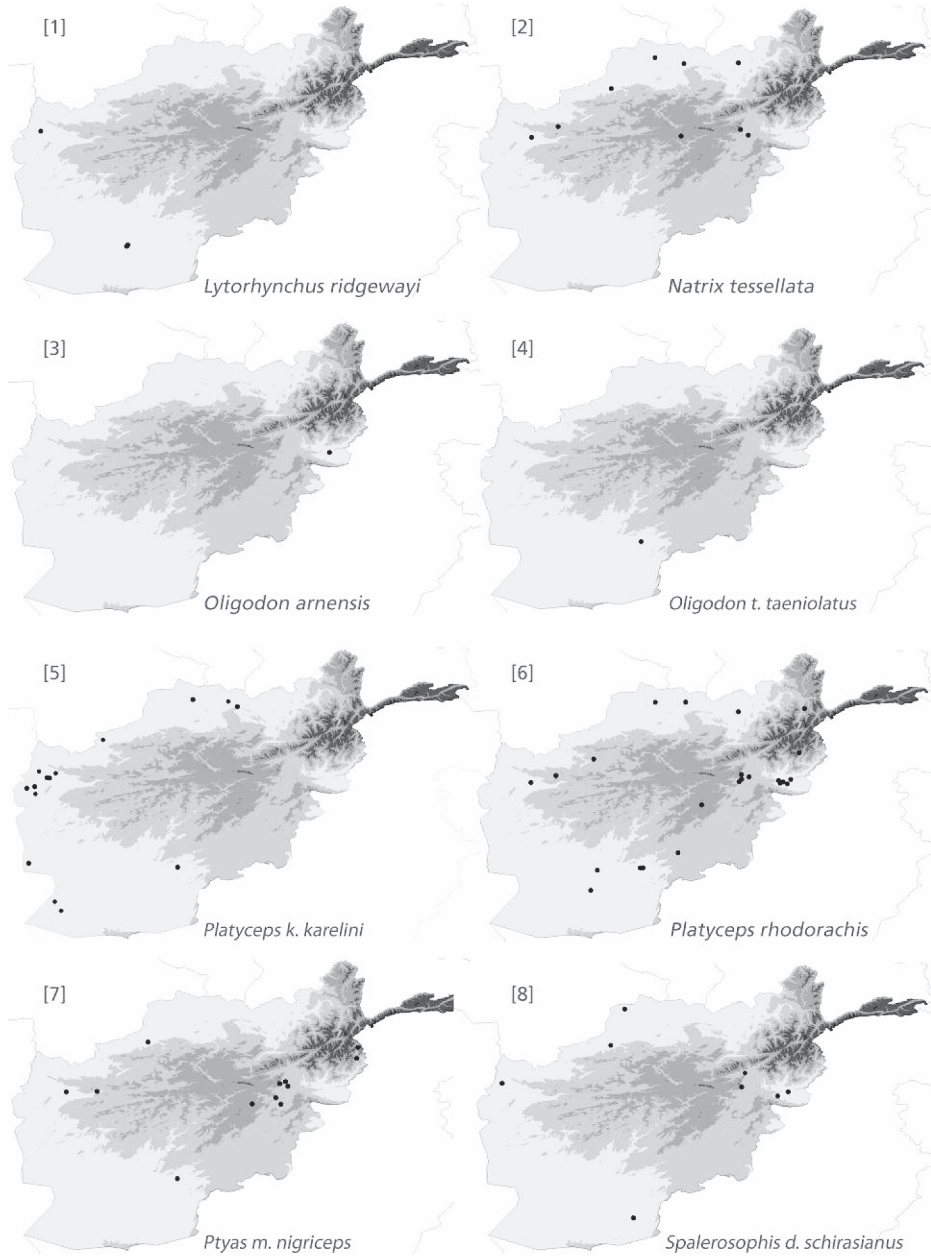 [1]
Lytorhynchus ridgewayi
[2]
Natrix tessellata
[3]
Oligodon arnensis
[4]
Oligodon t. taeniolatus
[5]
Platyceps k. karelini
[6]
Platyceps rhodorachis
[7]
Ptyas m. nigriceps
[8]
Spalerosophis d. schirasianus